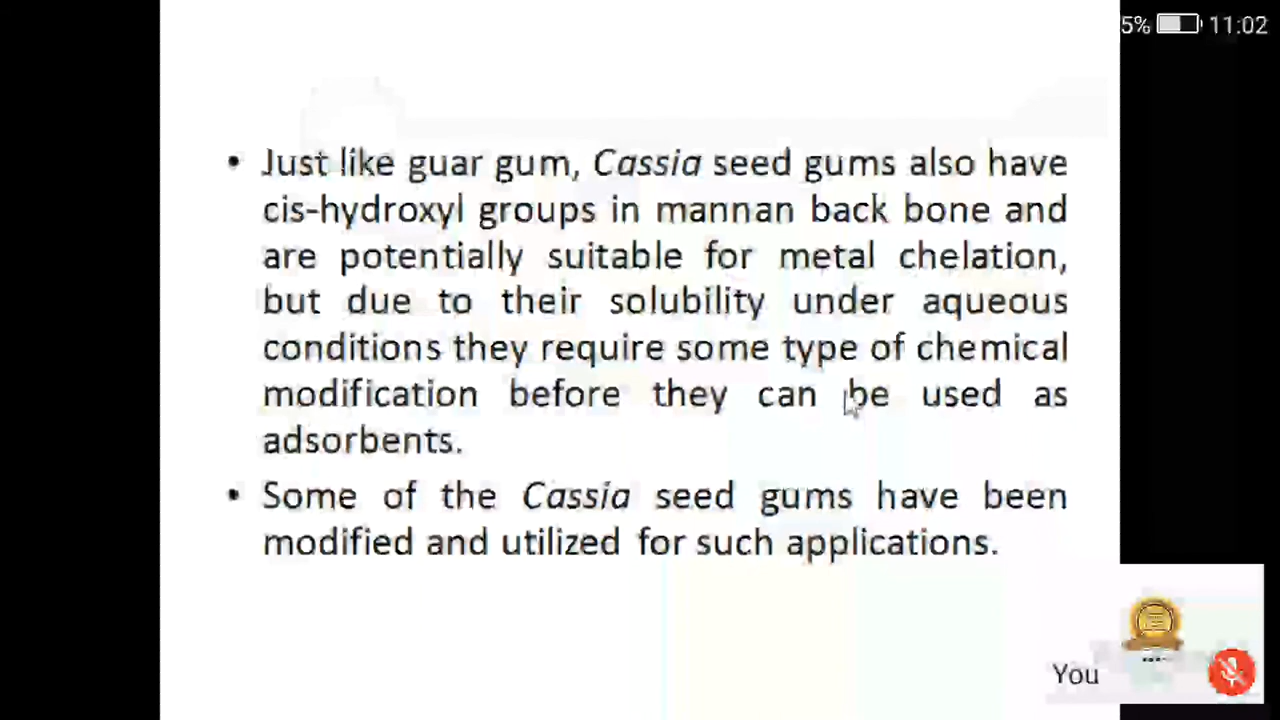 5% 11:02
• Just like guar gum, Cassia seed gums also have
cis-hydroxyl groups in mannan back bone and
are potentially suitable for metal chelation,
but due to their solubility under aqueous
conditions they require some type of chemical
modification before they can be used as
adsorbents.
• Some of the Cassia seed gums have been
modified and utilized for such applications.
You